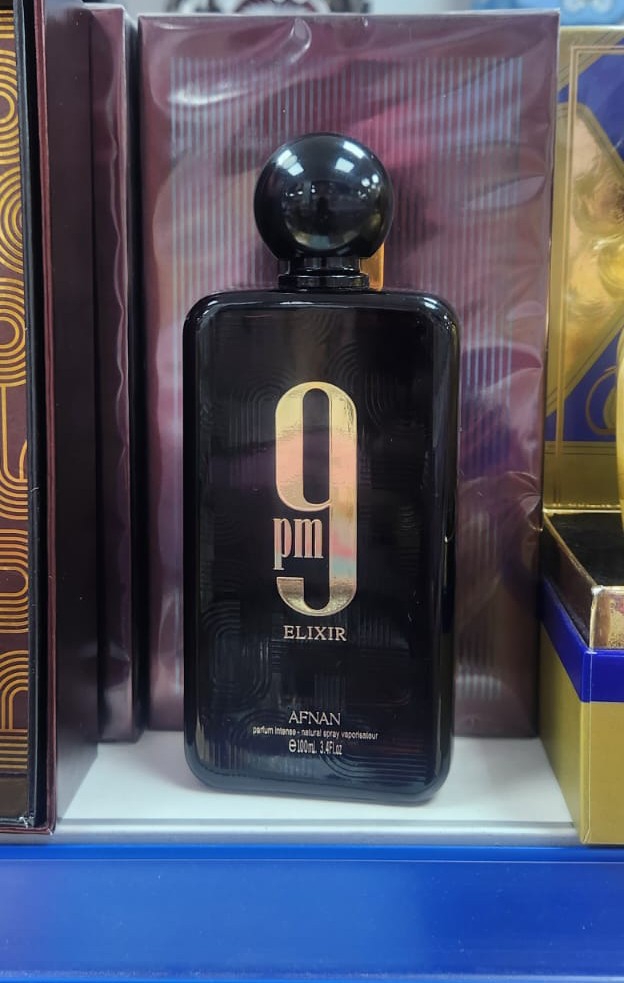 9
pm
ELIXIR
AFNAN
parfum intense - natural spray vaporisateur
℮100mL 3.4Fl.oz